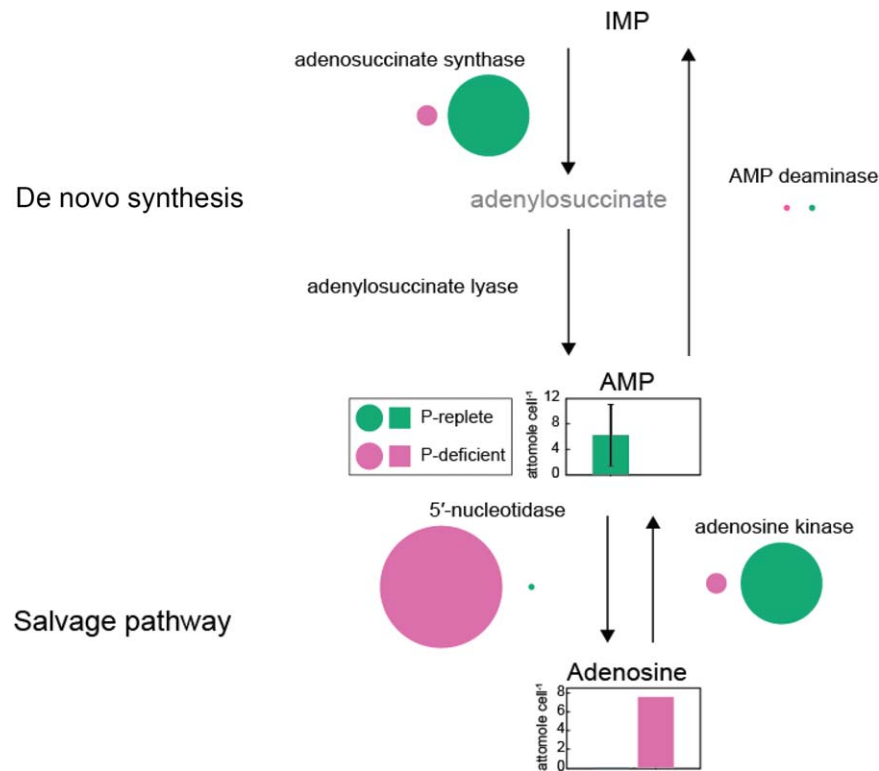 IMP
adenosuccinate synthase
De novo synthesis
adenylosuccinate
AMP deaminase
adenylosuccinate lyase
AMP
P-replete
P-deficient
attomole cell⁻¹
12
8
4
0
5′-nucleotidase
adenosine kinase
Salvage pathway
Adenosine
attomole cell⁻¹
8
6
4
2
0